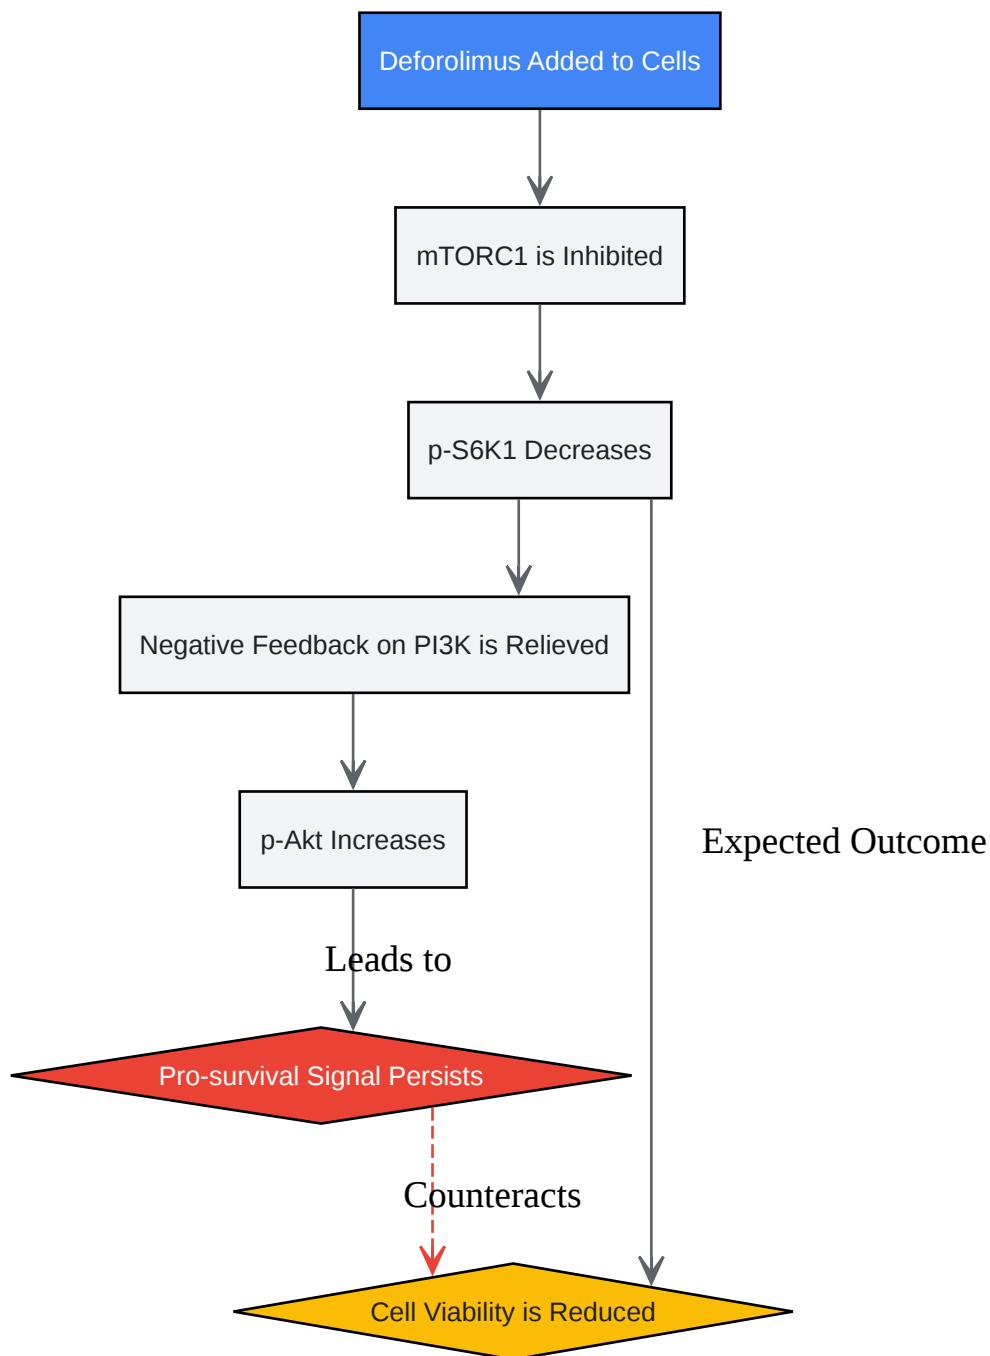 Deforolimus Added to Cells
mTORC1 is Inhibited
p-S6K1 Decreases
Negative Feedback on PI3K is Relieved
p-Akt Increases
Expected Outcome
Leads to
Pro-survival Signal Persists
Counteracts
Cell Viability is Reduced